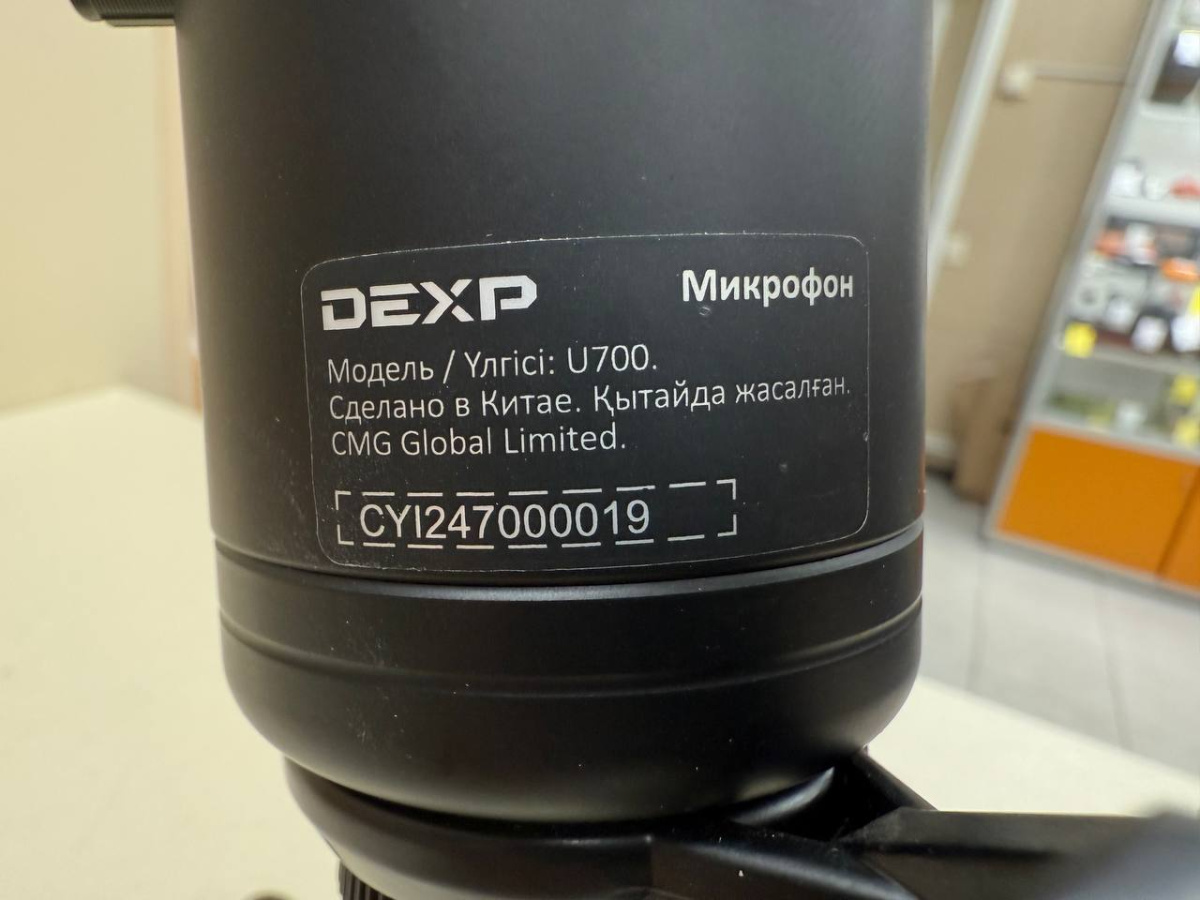 DEXP Микрофон
Модель / Үлгісі: U700.
Сделано в Китае. Қытайда жасалған.
CMG Global Limited.
CYI247000019